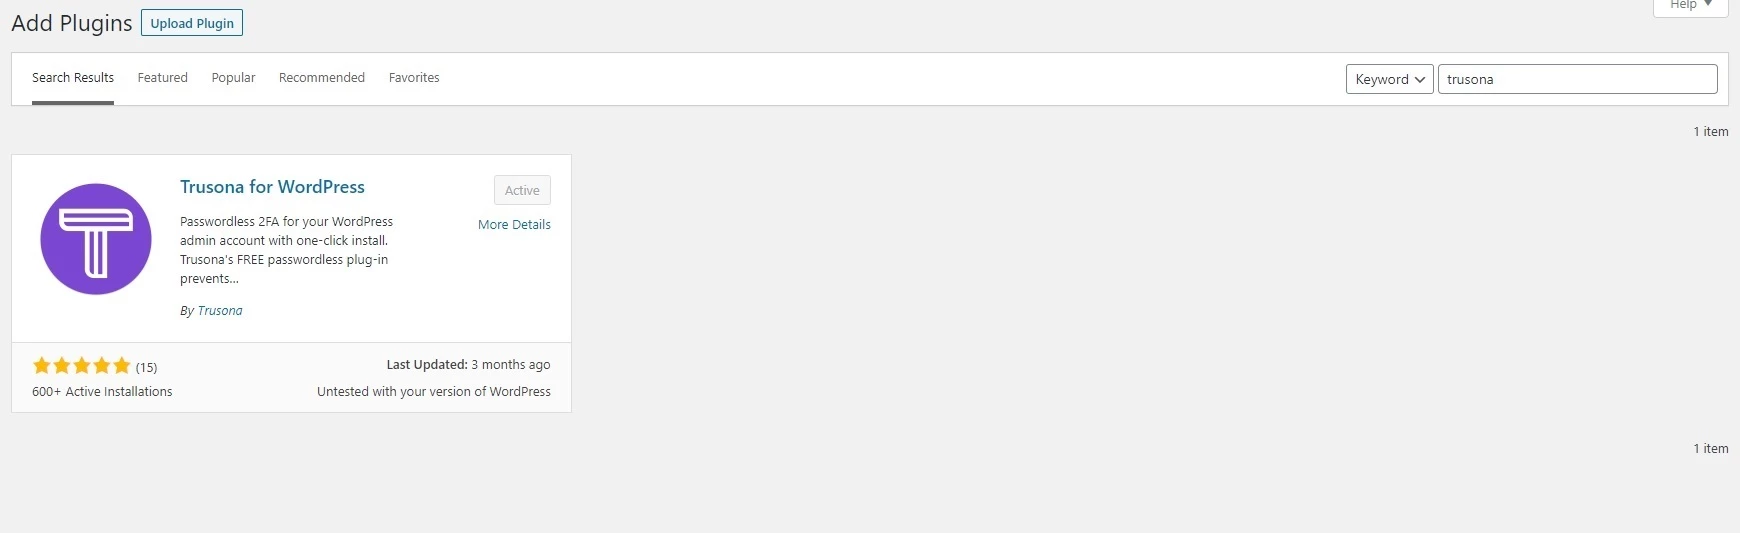 Help
Add Plugins Upload Plugin
Search Results Featured Popular Recommended Favorites Keyword trusona
1 item
Trusona for WordPress
Active
More Details
Passwordless 2FA for your WordPress
admin account with one-click install.
Trusona's FREE passwordless plug-in
prevents...
By Trusona
(15)
Last Updated: 3 months ago
600+ Active Installations
Untested with your version of WordPress
1 item